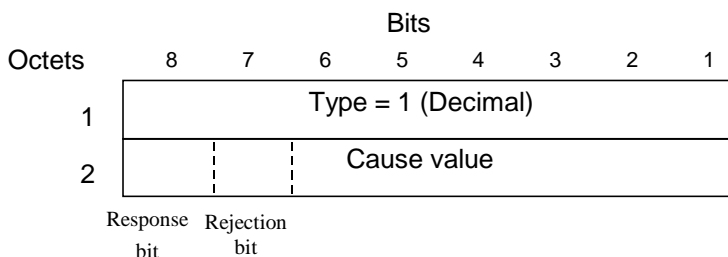 Bits
Octets 8 7 6 5 4 3 2 1
1 Type = 1 (Decimal)
2 Cause value
Response Rejection
bit bit